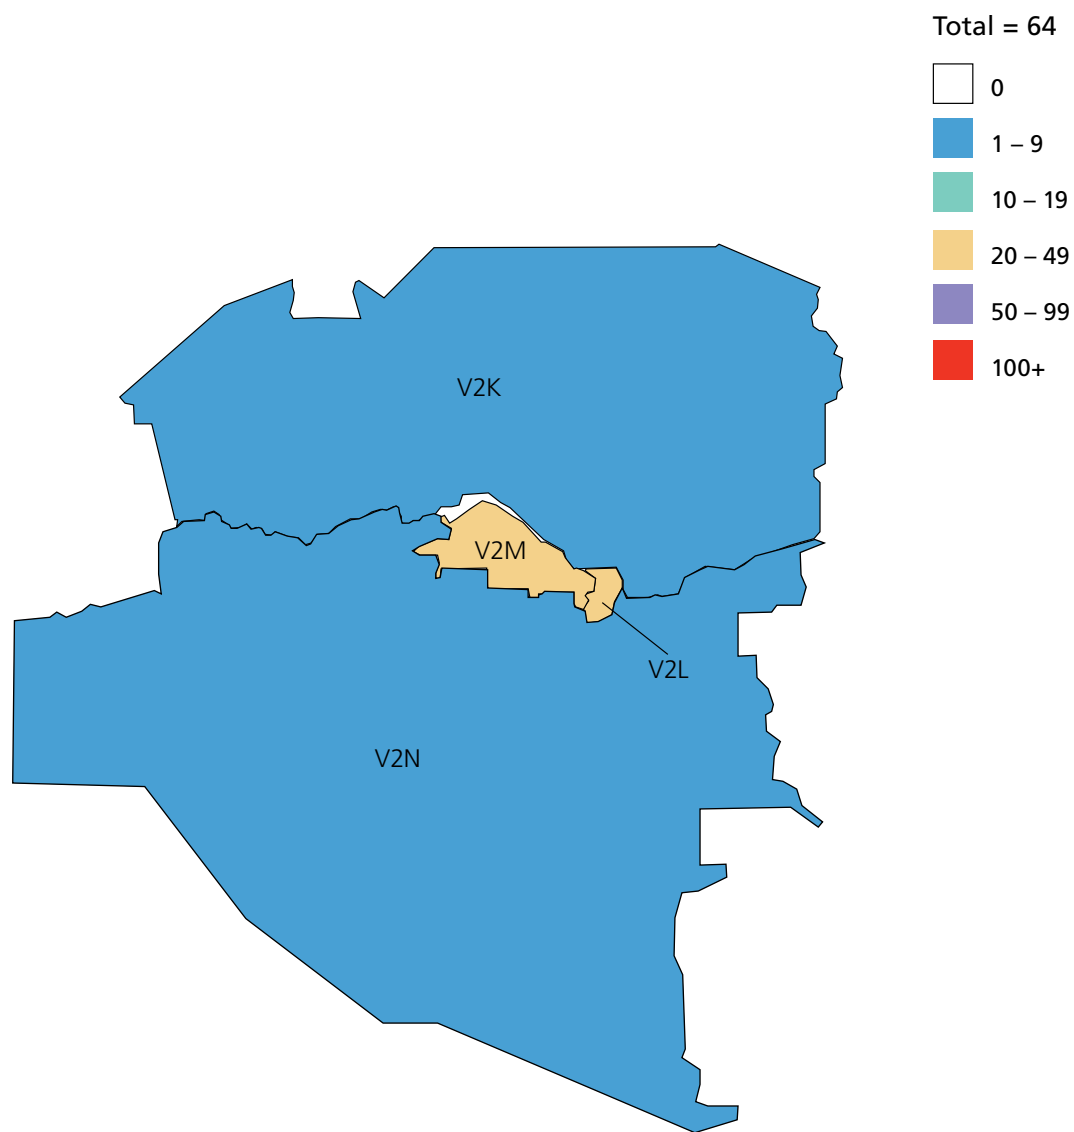 Total = 64
0
1 – 9
10 – 19
20 – 49
50 – 99
100+
V2K
V2M
V2L
V2N